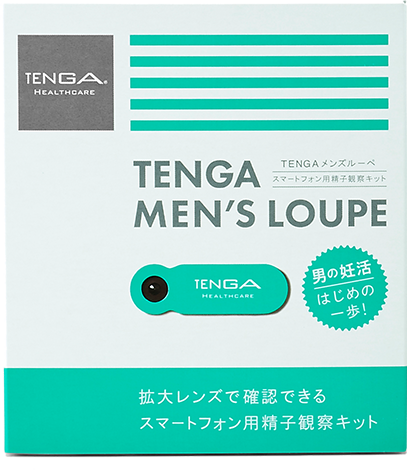 TENGA®
HEALTHCARE
TENGA
TENGAメンズルーペ
スマートフォン用精子観察キット
MEN'S LOUPE
TENGA
HEALTHCARE
男の妊活
はじめの
一歩!
拡大レンズで確認できる
スマートフォン用精子観察キット